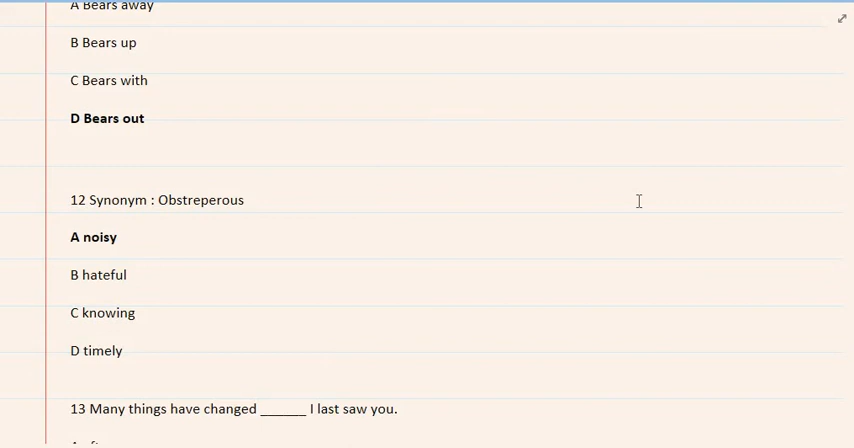 A Bears away
B Bears up
C Bears with
D Bears out
12 Synonym : Obstreperous
A noisy
B hateful
C knowing
D timely
13 Many things have changed ______ I last saw you.